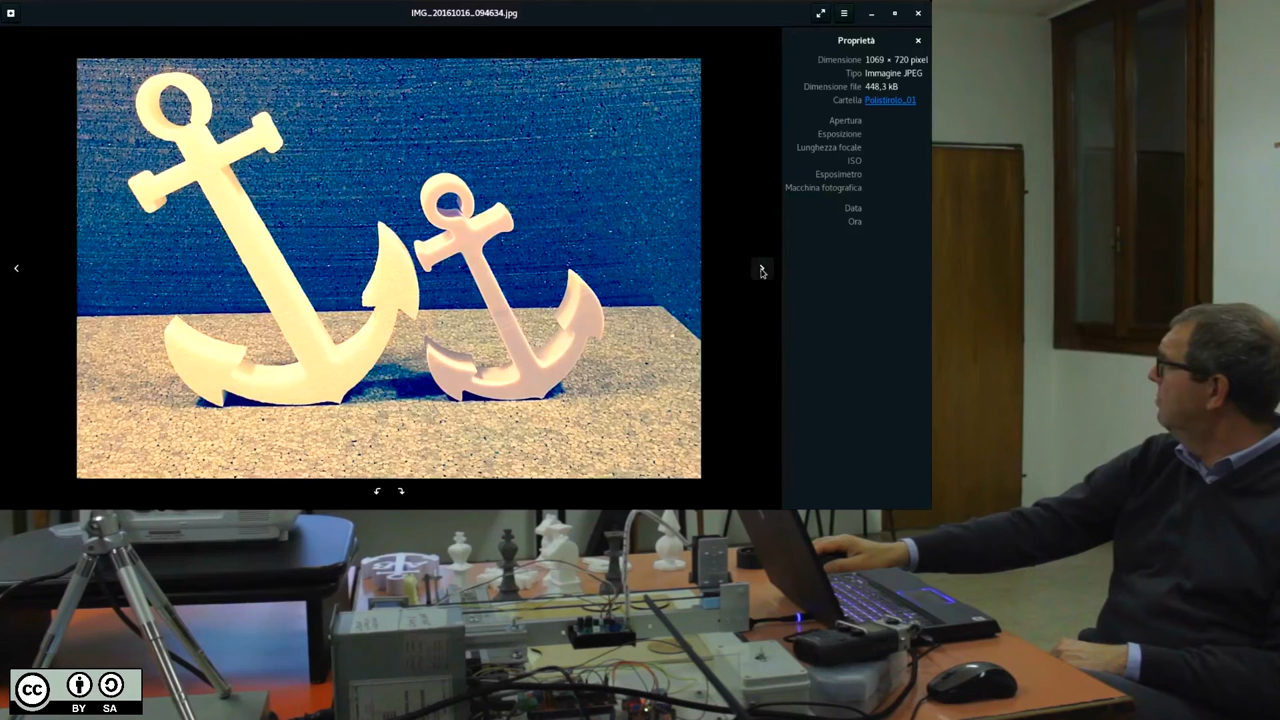 IMG_20161016_094634.jpg
Proprietà
Dimensione 1069 × 720 pixel
Tipo Immagine JPEG
Dimensione file 448,3 kB
Cartella Polistirolo_01
Apertura
Esposizione
Lunghezza focale
ISO
Esposimetro
Macchina fotografica
Data
Ora
cc
BY SA